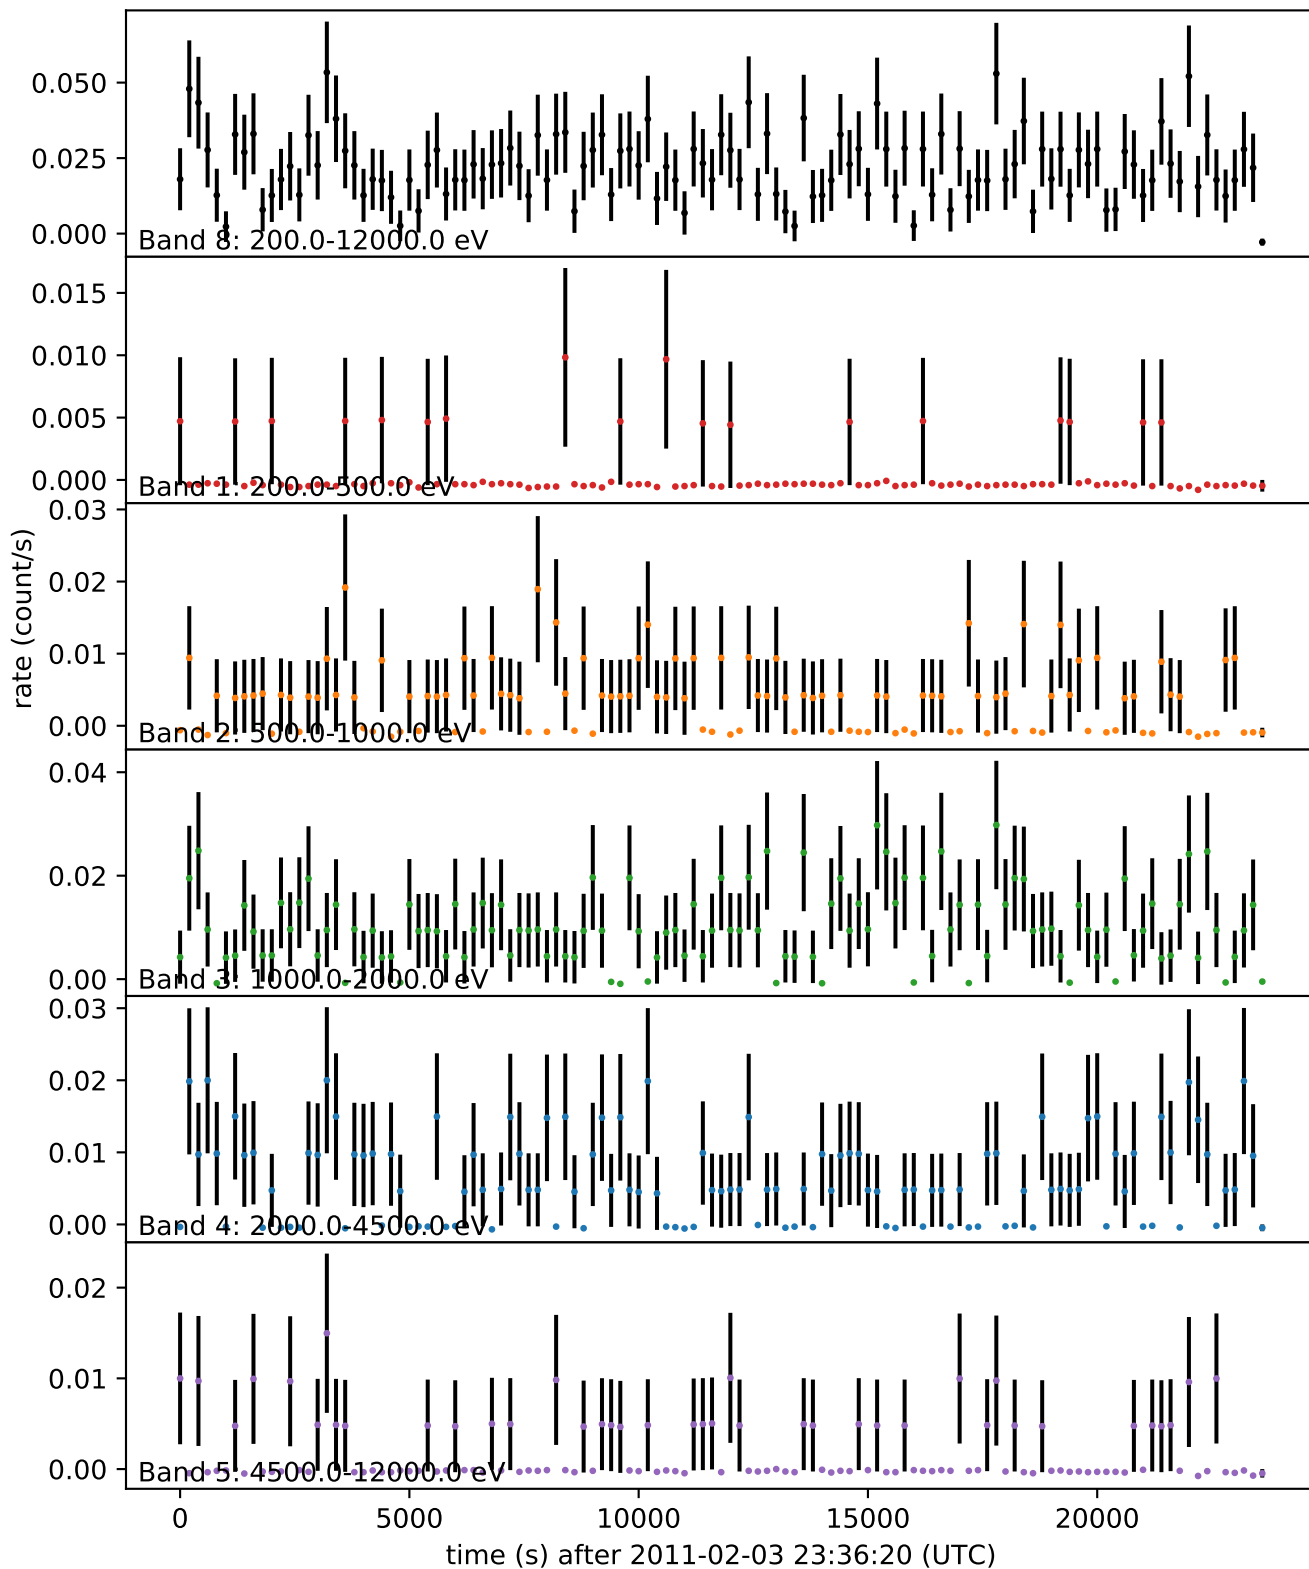 0.050
0.025
0.000
Band 8: 200.0-12000.0 eV
0.015
0.010
0.005
0.000
Band 1: 200.0-500.0 eV
0.03
0.02
0.01
0.00
Band 2: 500.0-1000.0 eV
rate (count/s)
0.04
0.02
0.00
Band 3: 1000.0-2000.0 eV
0.03
0.02
0.01
0.00
Band 4: 2000.0-4500.0 eV
0.02
0.01
0.00
Band 5: 4500.0-12000.0 eV
0 5000 10000 15000 20000
time (s) after 2011-02-03 23:36:20 (UTC)